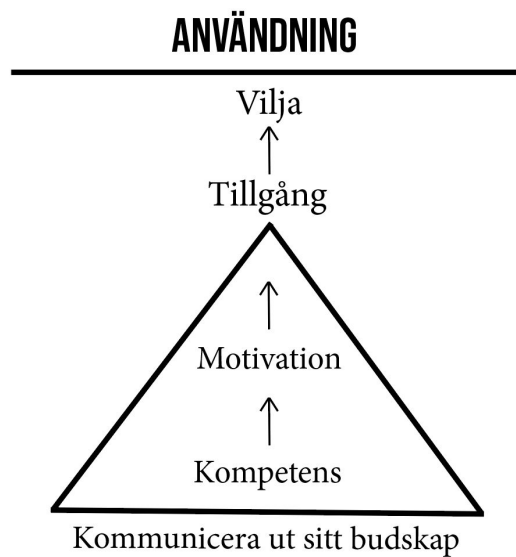 ANVÄNDNING
Vilja
Tillgång
Motivation
Kompetens
Kommunicera ut sitt budskap